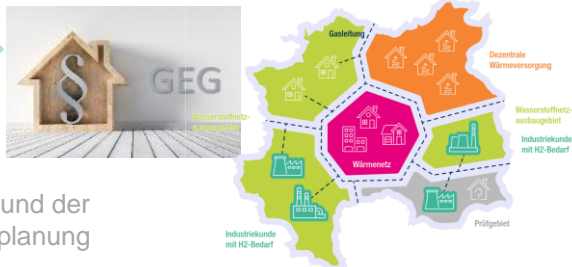 §
GEG
Wasserstoffnetz-
Gasleitung
Dezentrale
Wärmeversorgung
Wasserstoffnetz-
ausbaugebiet
Industriekunde
mit H2-Bedarf
Wärmenetz
Prüfgebiet
Industriekunde
mit H2-Bedarf
und der
planung